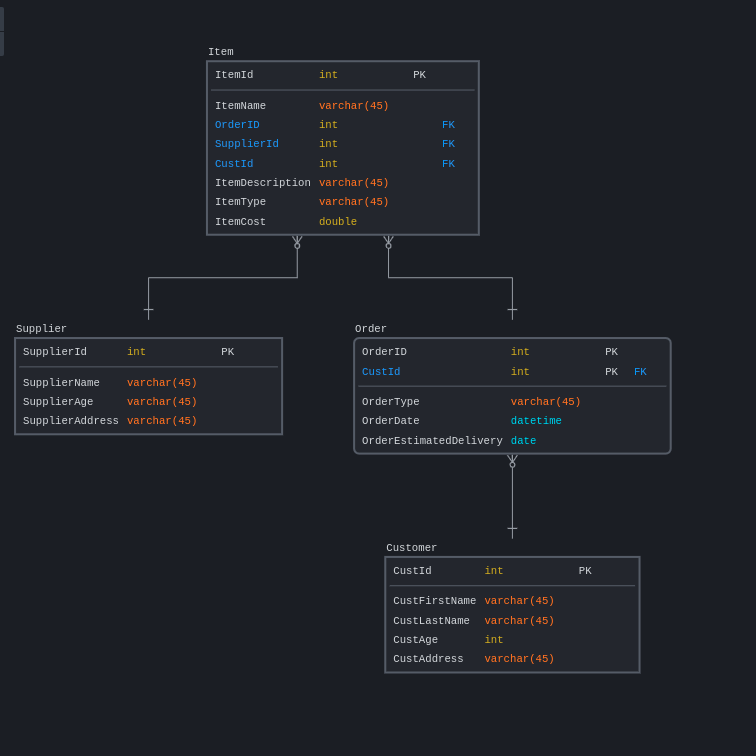 Item
ItemId int PK
ItemName varchar(45)
OrderID int FK
SupplierId int FK
CustId int FK
ItemDescription varchar(45)
ItemType varchar(45)
ItemCost double
Supplier
SupplierId int PK
SupplierName varchar(45)
SupplierAge varchar(45)
SupplierAddress varchar(45)
Order
OrderID int PK
CustId int PK FK
OrderType varchar(45)
OrderDate datetime
OrderEstimatedDelivery date
Customer
CustId int PK
CustFirstName varchar(45)
CustLastName varchar(45)
CustAge int
CustAddress varchar(45)